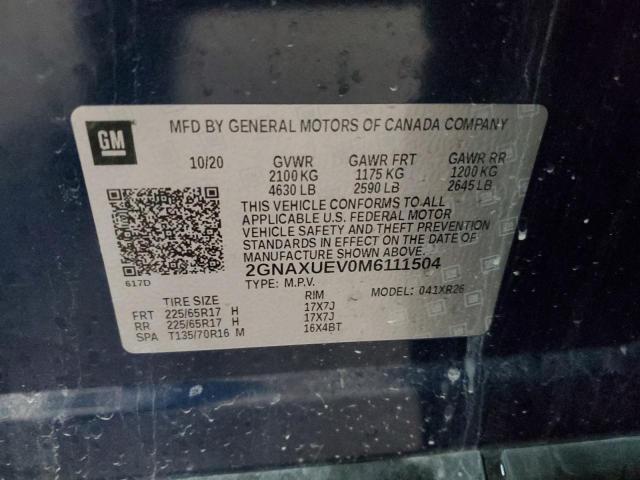 GM
MFD BY GENERAL MOTORS OF CANADA COMPANY
10/20 GVWR GAWR FRT GAWR RR
2100 KG 1175 KG 1200 KG
4630 LB 2590 LB 2645 LB
THIS VEHICLE CONFORMS TO ALL
APPLICABLE U.S. FEDERAL MOTOR
VEHICLE SAFETY AND THEFT PREVENTION
STANDARDS IN EFFECT ON THE DATE OF
MANUFACTURE SHOWN ABOVE.
617D
2GNAXUEV0M6111504
TYPE: M.P.V. MODEL: 041XR26
TIRE SIZE RIM
FRT 225/65R17 H 17X7J
RR 225/65R17 H 17X7J
SPA T135/70R16 M 16X4BT